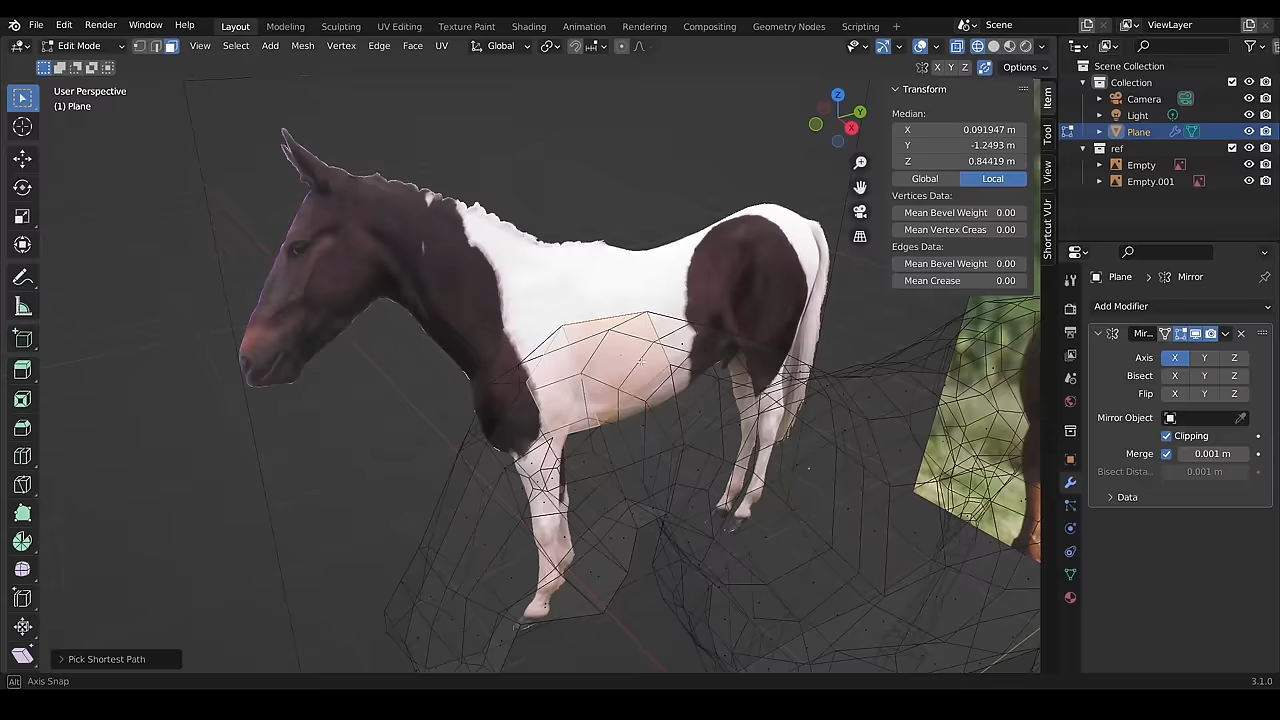 File Edit Render Window Help Layout Modeling Sculpting UV Editing Texture Paint Shading Animation Rendering Compositing Geometry Nodes Scripting + Scene ViewLayer
Edit Mode View Select Add Mesh Vertex Edge Face UV Global
X Y Z Options
User Perspective
(1) Plane
Z
Y
X
Transform
Median:
X 0.091947 m
Y -1.2493 m
Z 0.84419 m
Global Local
Vertices Data:
Mean Bevel Weight 0.00
Mean Vertex Creas 0.00
Edges Data:
Mean Bevel Weight 0.00
Mean Crease 0.00
Item
Tool
View
Shortcut VUr
Scene Collection
Collection
Camera
Light
Plane
ref
Empty
Empty.001
Plane Mirror
Add Modifier
Mir...
Axis X Y Z
Bisect X Y Z
Flip X Y Z
Mirror Object
Clipping
Merge 0.001 m
Bisect Dista... 0.001 m
Data
Pick Shortest Path
Alt Axis Snap 3.1.0